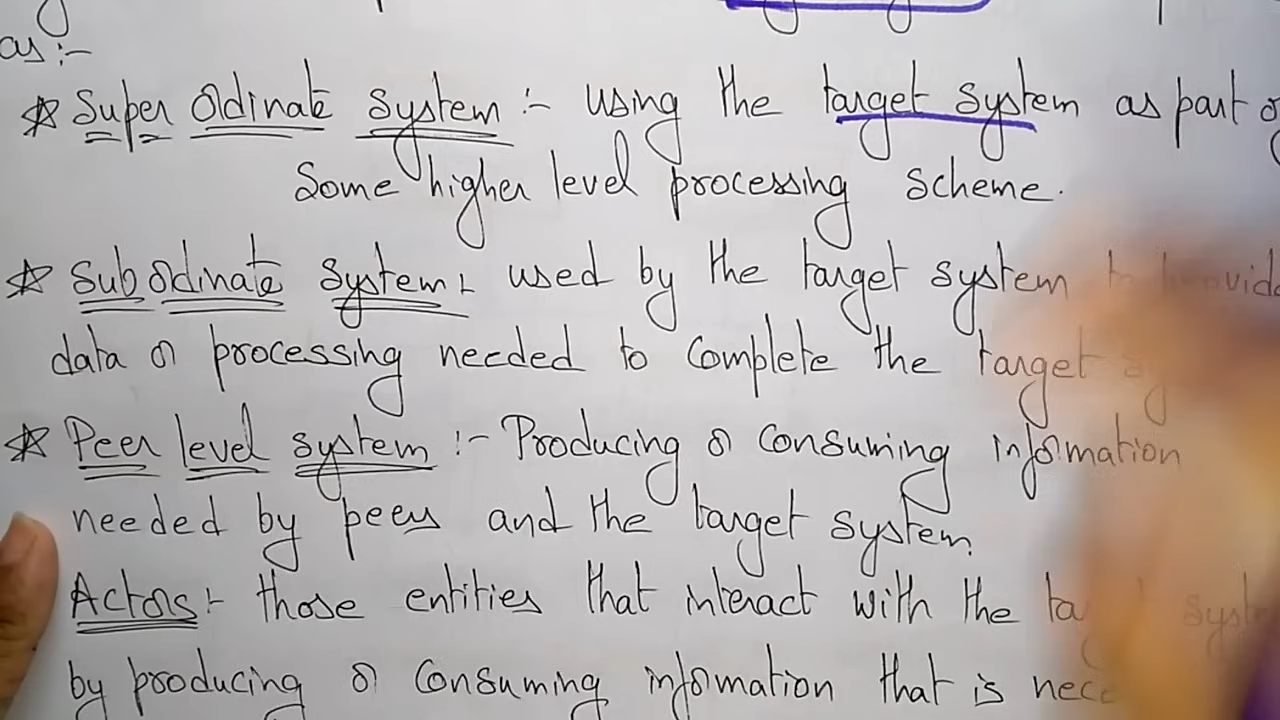 as :-
☆ Super ordinate system :- using the target system as part of
Some higher level processing scheme.
☆ Sub odinate system :- used by the target system
data or processing needed to complete the target
☆ Peer level system :- Producing or Consuming information
needed by peers and the target system.
Actors :- those entities that interact with the
by producing or Consuming information that is